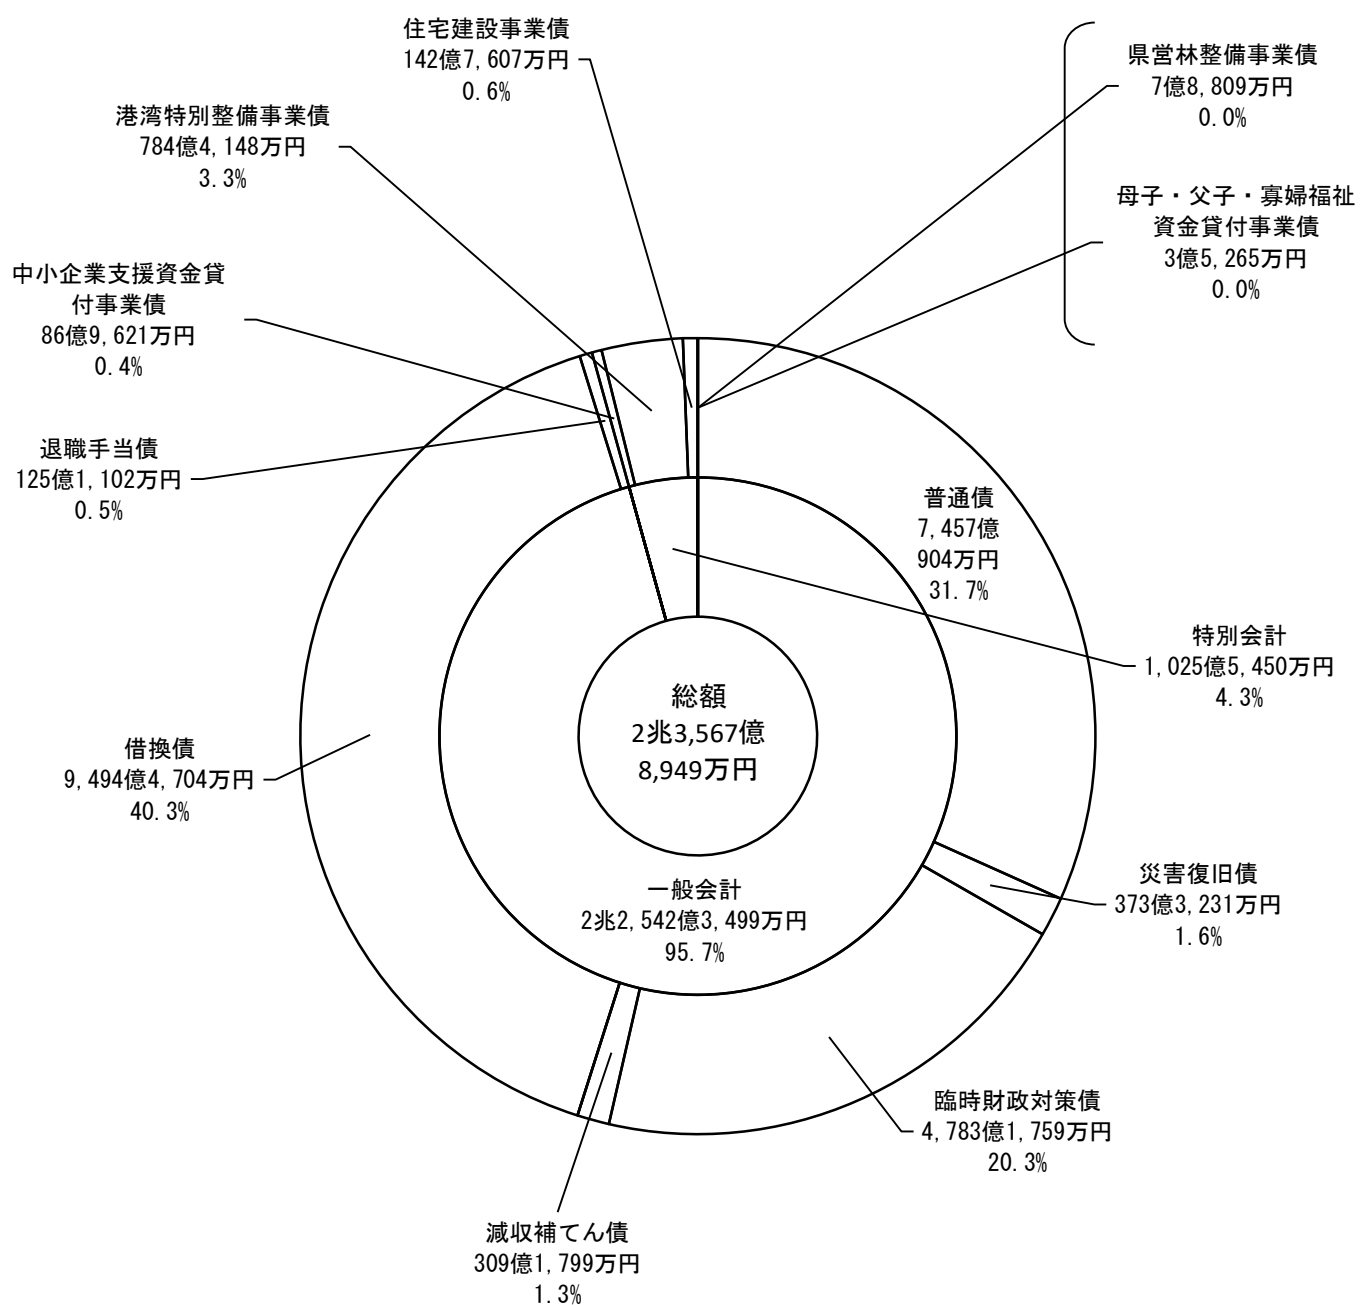 住宅建設事業債
142億7,607万円
0.6%
県営林整備事業債
7億8,809万円
0.0%
港湾特別整備事業債
784億4,148万円
3.3%
母子・父子・寡婦福祉
資金貸付事業債
3億5,265万円
0.0%
中小企業支援資金貸
付事業債
86億9,621万円
0.4%
退職手当債
125億1,102万円
0.5%
普通債
7,457億
904万円
31.7%
特別会計
1,025億5,450万円
4.3%
総額
2兆3,567億
8,949万円
借換債
9,494億4,704万円
40.3%
一般会計
2兆2,542億3,499万円
95.7%
災害復旧債
373億3,231万円
1.6%
臨時財政対策債
4,783億1,759万円
20.3%
減収補てん債
309億1,799万円
1.3%